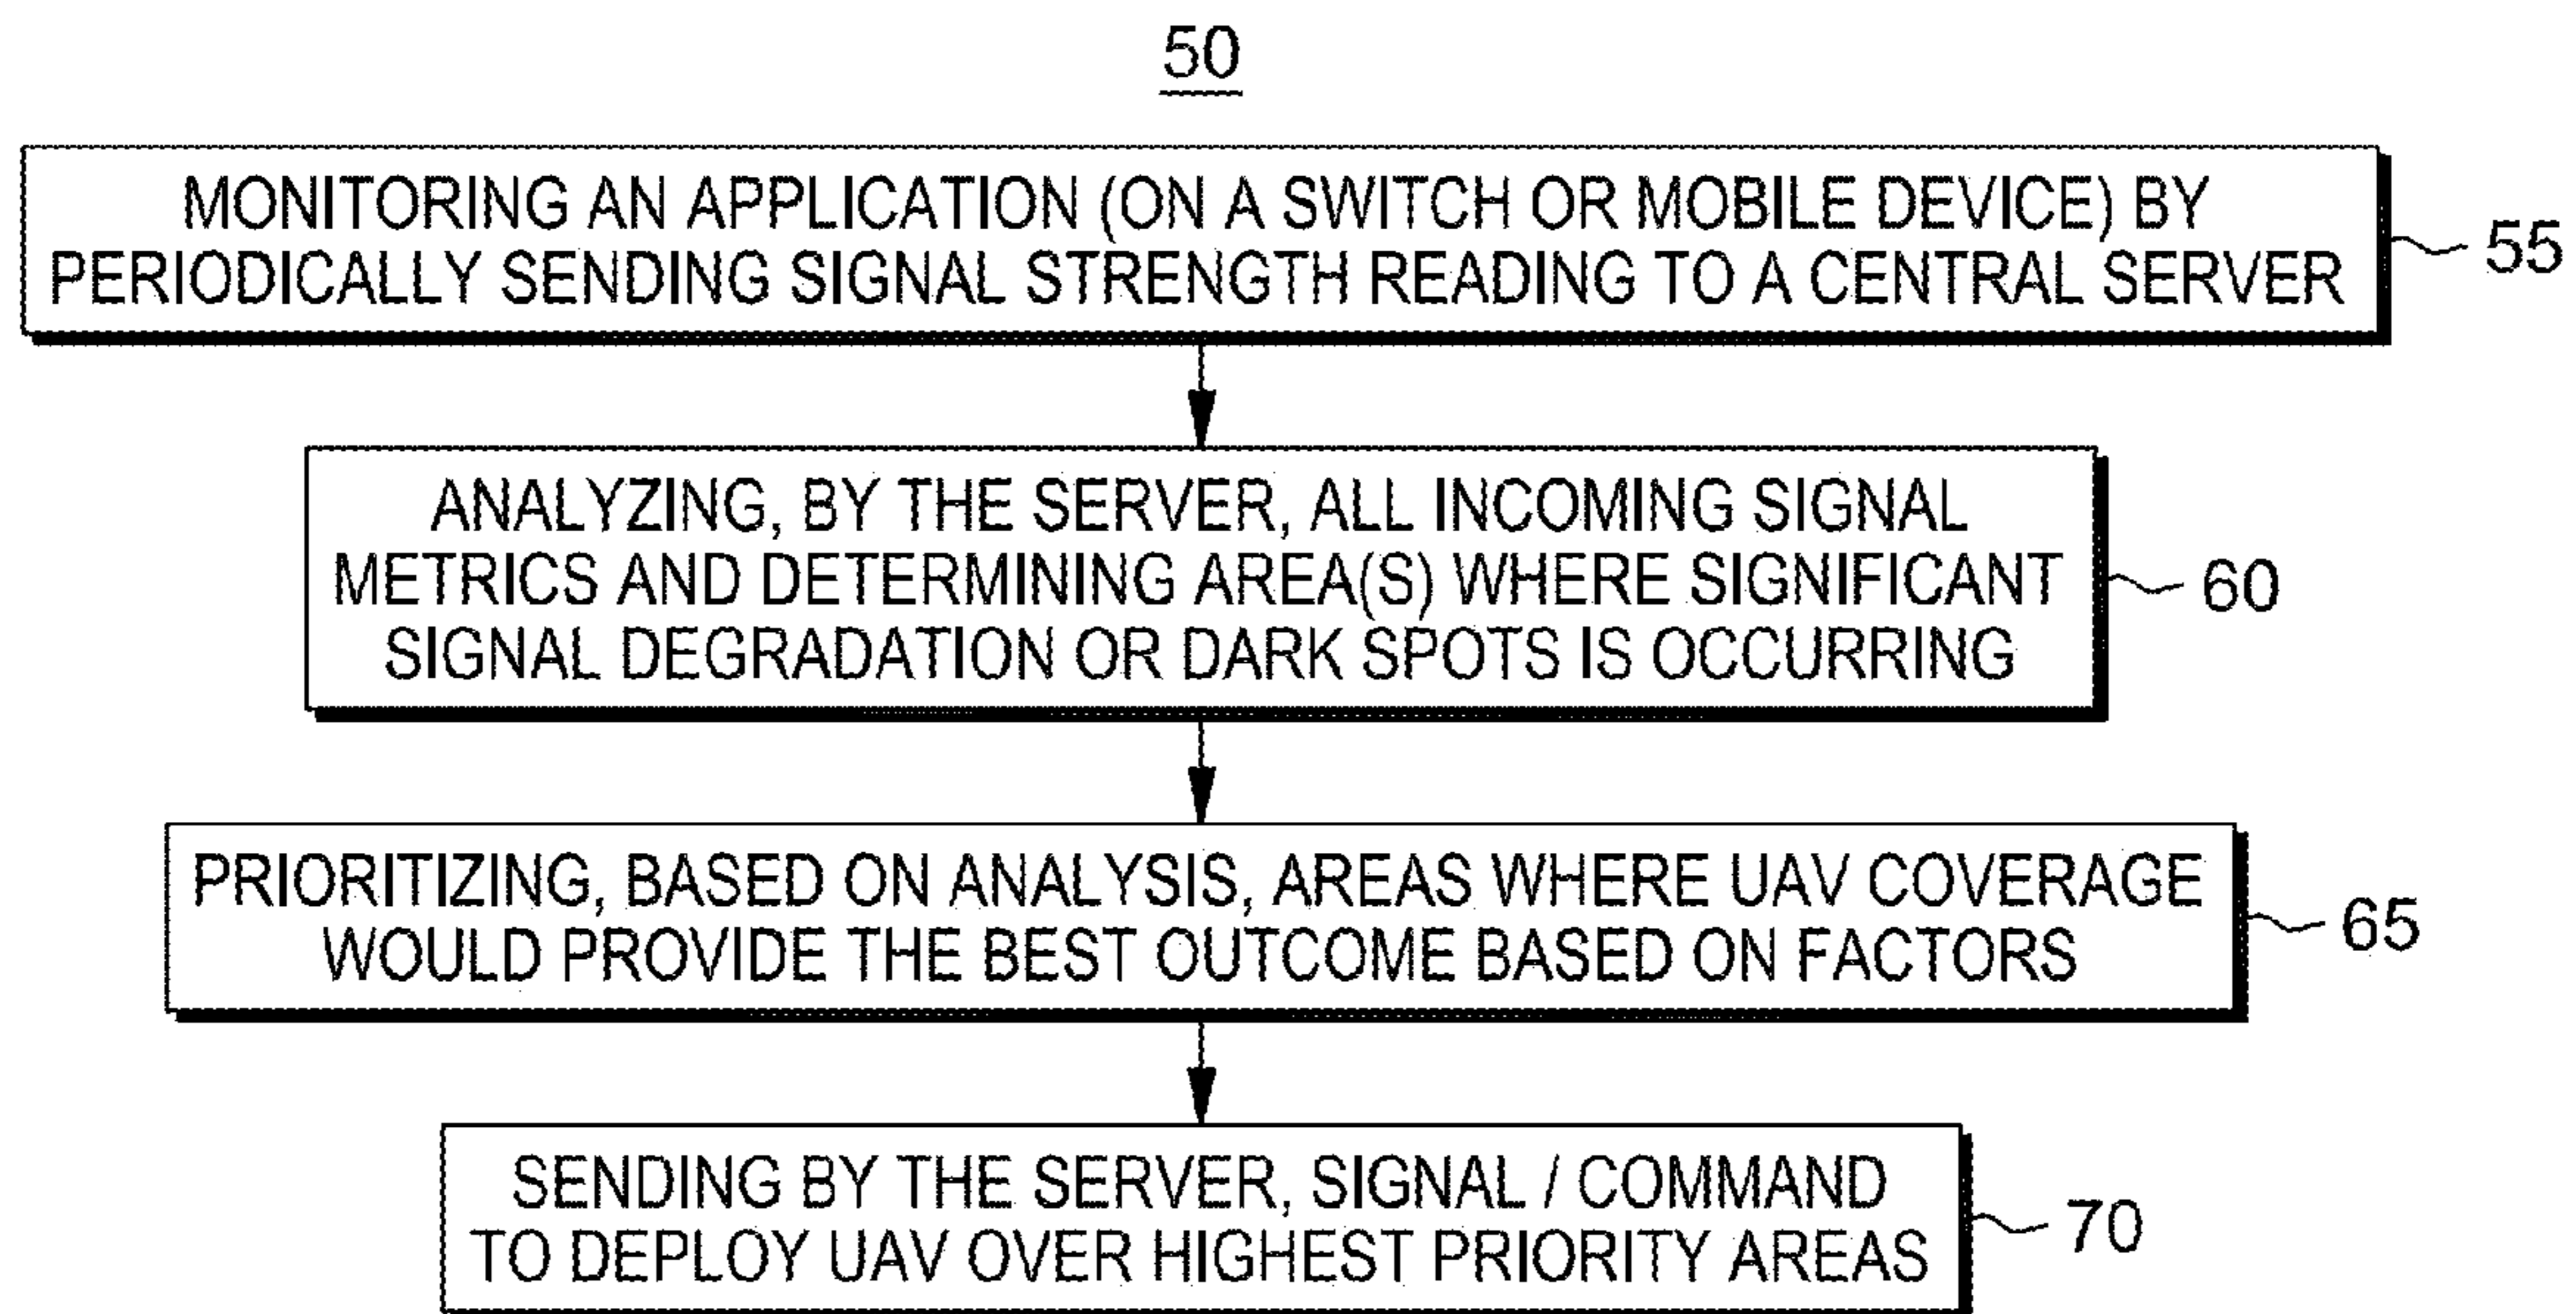 50
MONITORING AN APPLICATION (ON A SWITCH OR MOBILE DEVICE) BY
PERIODICALLY SENDING SIGNAL STRENGTH READING TO A CENTRAL SERVER
55
ANALYZING, BY THE SERVER, ALL INCOMING SIGNAL
METRICS AND DETERMINING AREA(S) WHERE SIGNIFICANT
SIGNAL DEGRADATION OR DARK SPOTS IS OCCURRING
60
PRIORITIZING, BASED ON ANALYSIS, AREAS WHERE UAV COVERAGE
WOULD PROVIDE THE BEST OUTCOME BASED ON FACTORS
65
SENDING BY THE SERVER, SIGNAL / COMMAND
TO DEPLOY UAV OVER HIGHEST PRIORITY AREAS
70